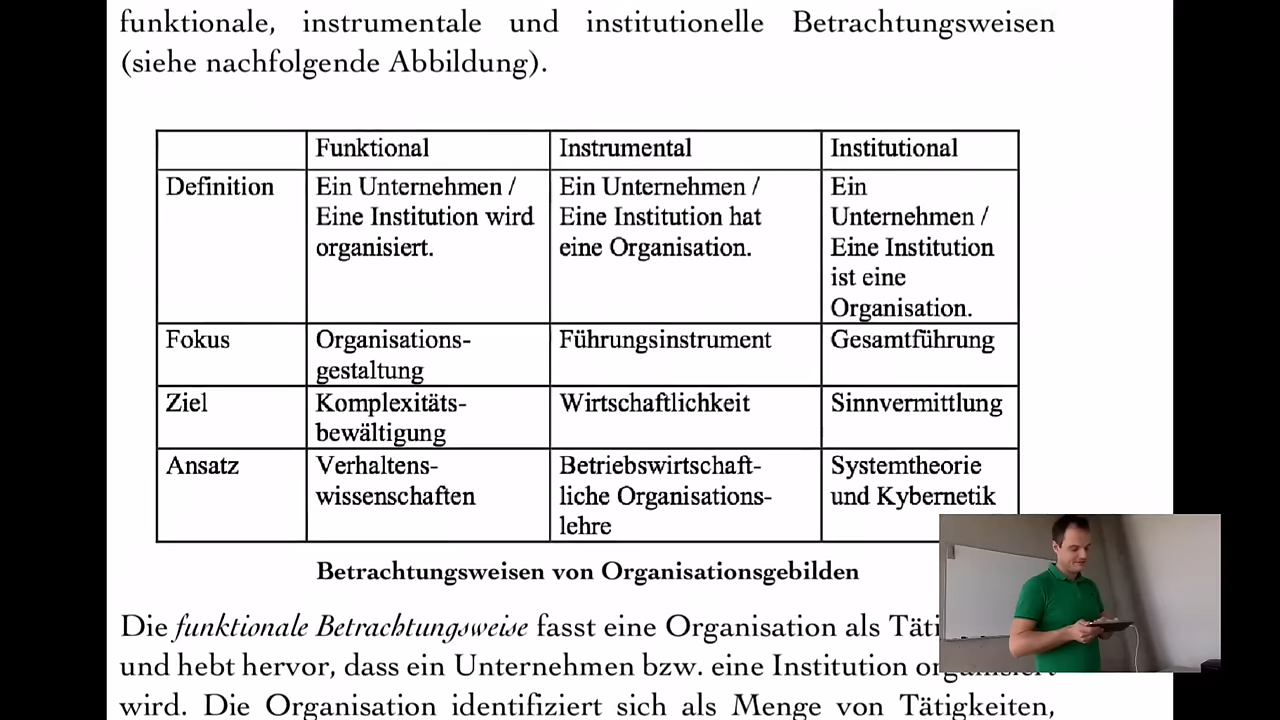 funktionale, instrumentale und institutionelle Betrachtungsweisen
(siehe nachfolgende Abbildung).
Funktional Instrumental Institutional
Definition
Ein Unternehmen /
Eine Institution wird
organisiert.
Ein Unternehmen /
Eine Institution hat
eine Organisation.
Ein
Unternehmen /
Eine Institution
ist eine
Organisation.
Fokus
Organisations-
gestaltung
Führungsinstrument
Gesamtführung
Ziel
Komplexitäts-
bewältigung
Wirtschaftlichkeit
Sinnvermittlung
Ansatz
Verhaltens-
wissenschaften
Betriebswirtschaft-
liche Organisations-
lehre
Systemtheorie
und Kybernetik
Betrachtungsweisen von Organisationsgebilden
Die funktionale Betrachtungsweise fasst eine Organisation als
und hebt hervor, dass ein Unternehmen bzw. eine Institution organisiert
wird. Die Organisation identifiziert sich als Menge von Tätigkeiten,